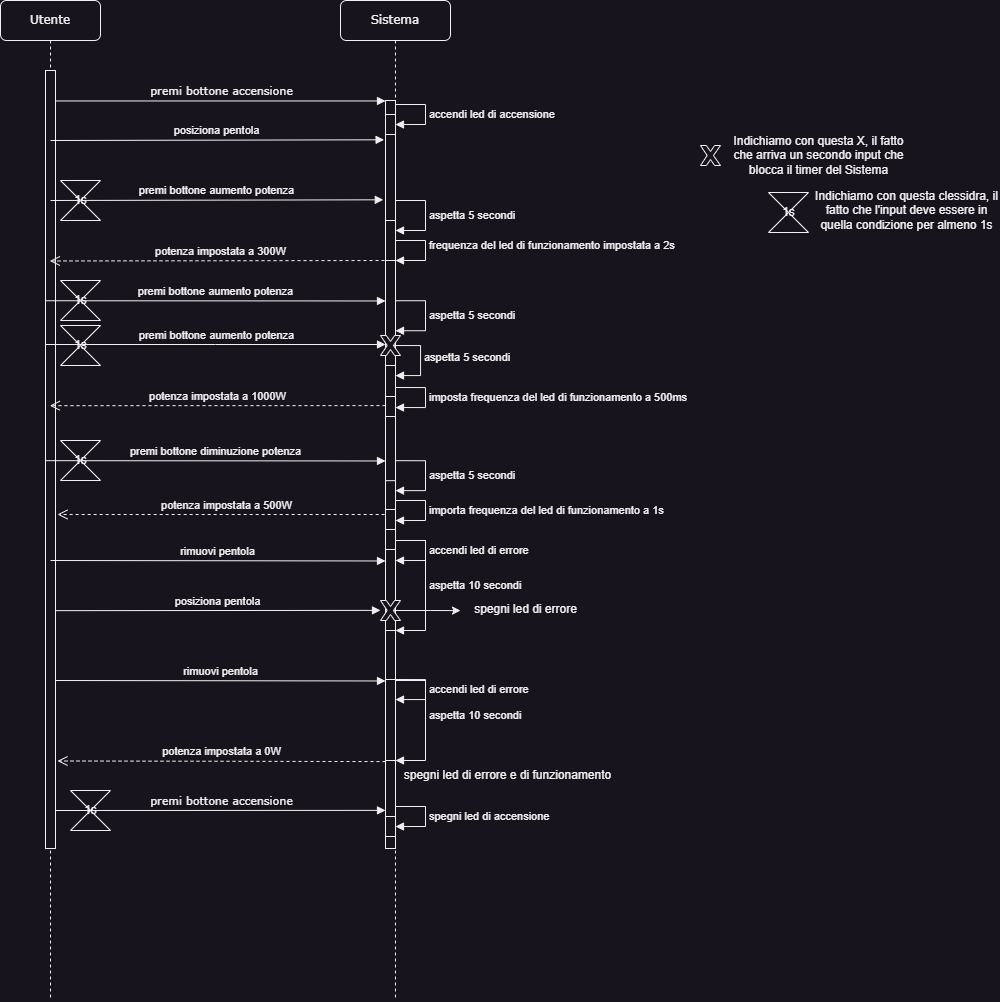 Utente
Sistema
premi bottone accensione
accendi led di accensione
posiziona pentola
Indichiamo con questa X, il fatto
che arriva un secondo input che
blocca il timer del Sistema
premi bottone aumento potenza
1s
Indichiamo con questa clessidra, il
fatto che l'input deve essere in
quella condizione per almeno 1s
1s
aspetta 5 secondi
frequenza del led di funzionamento impostata a 2s
potenza impostata a 300W
premi bottone aumento potenza
1s
aspetta 5 secondi
premi bottone aumento potenza
1s
aspetta 5 secondi
potenza impostata a 1000W
imposta frequenza del led di funzionamento a 500ms
premi bottone diminuzione potenza
1s
aspetta 5 secondi
potenza impostata a 500W
importa frequenza del led di funzionamento a 1s
rimuovi pentola
accendi led di errore
aspetta 10 secondi
posiziona pentola
spegni led di errore
rimuovi pentola
accendi led di errore
aspetta 10 secondi
potenza impostata a 0W
spegni led di errore e di funzionamento
premi bottone accensione
1s
spegni led di accensione